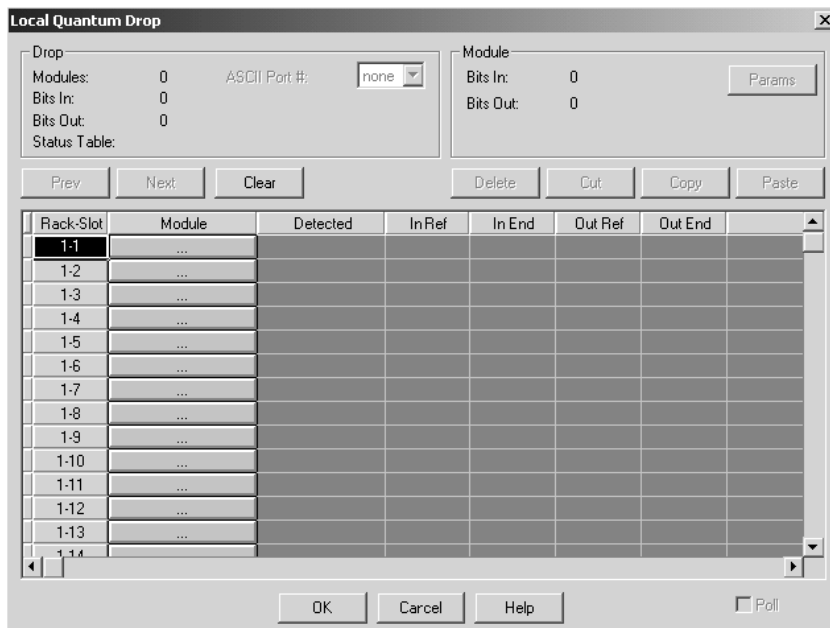 Local Quantum Drop
Drop
Modules: 0 ASCII Port #: none
Bits In: 0
Bits Out: 0
Status Table:
Module
Bits In: 0 Params
Bits Out: 0
Prev Next Clear Delete Cut Copy Paste
Rack-Slot Module Detected In Ref In End Out Ref Out End
1-1 ...
1-2 ...
1-3 ...
1-4 ...
1-5 ...
1-6 ...
1-7 ...
1-8 ...
1-9 ...
1-10 ...
1-11 ...
1-12 ...
1-13 ...
1-14
OK Carcel Help Poll